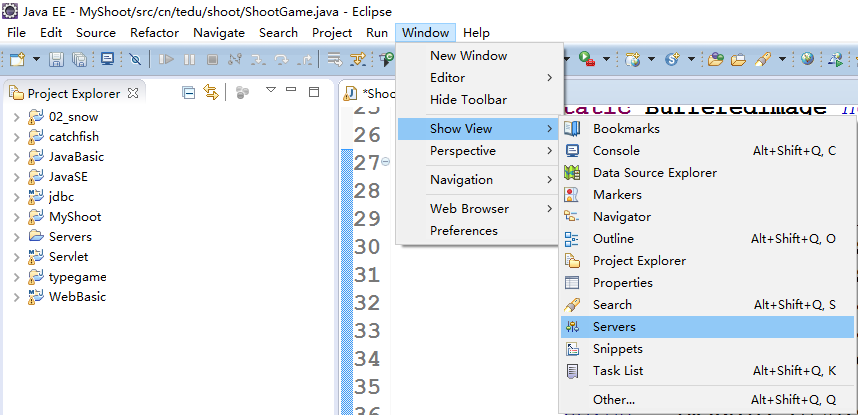 Java EE - MyShoot/src/cn/tedu/shoot/ShootGame.java - Eclipse
File Edit Source Refactor Navigate Search Project Run Window Help
Project Explorer
02_snow
catchfish
JavaBasic
JavaSE
jdbc
MyShoot
Servers
Servlet
typegame
WebBasic
*Shoo
25
26
27
28
29
30
31
32
33
34
35
36
New Window
Editor
Hide Toolbar
Show View
Perspective
Navigation
Web Browser
Preferences
Bookmarks
Console Alt+Shift+Q, C
Data Source Explorer
Markers
Navigator
Outline Alt+Shift+Q, O
Project Explorer
Properties
Search Alt+Shift+Q, S
Servers
Snippets
Task List Alt+Shift+Q, K
Other... Alt+Shift+Q, Q